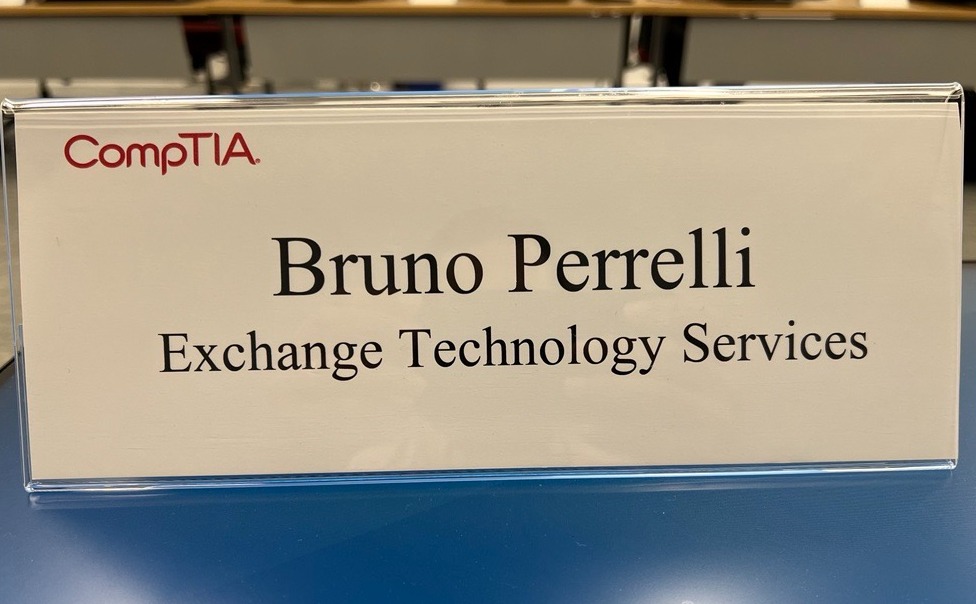 CompTIA.
Bruno Perrelli
Exchange Technology Services